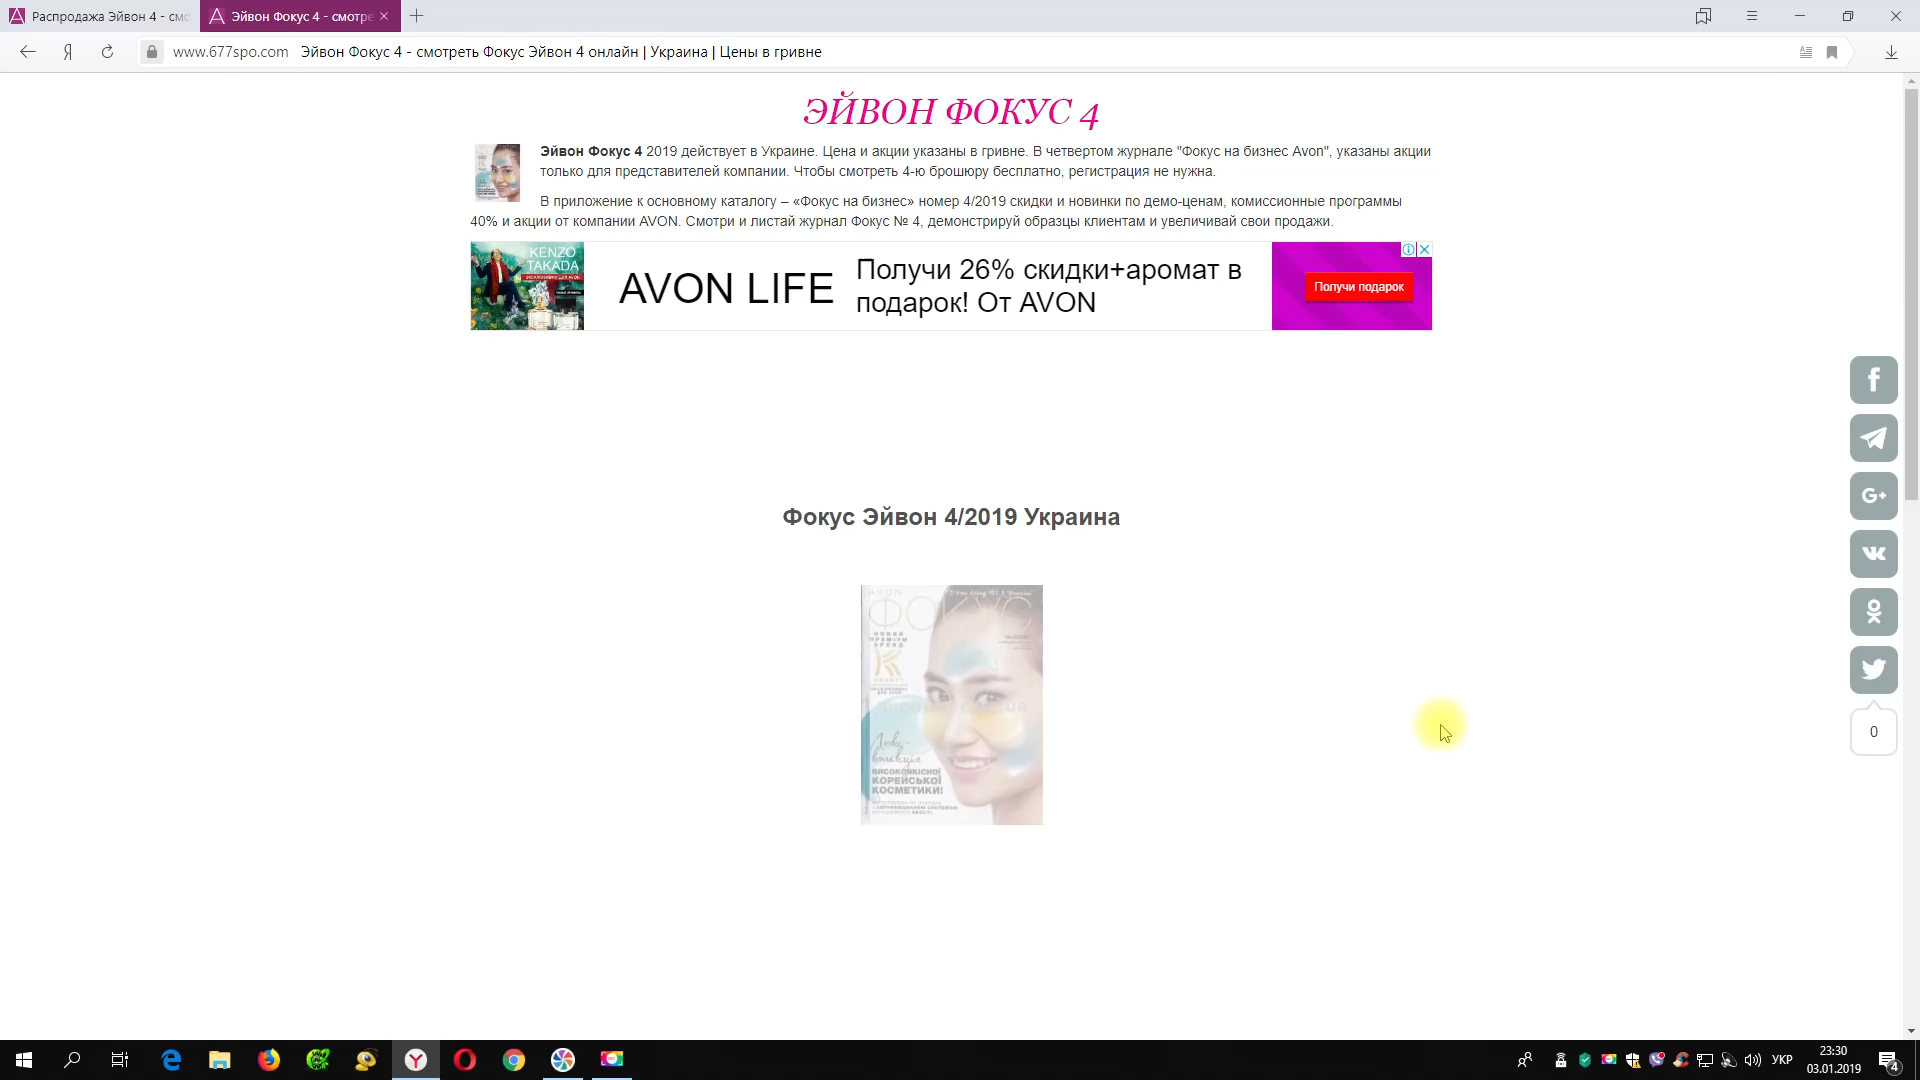 Распродажа Эйвон 4 - смо
Эйвон Фокус 4 - смотре
www.677spo.com Эйвон Фокус 4 - смотреть Фокус Эйвон 4 онлайн | Украина | Цены в гривне
ЭЙВОН ФОКУС 4
Эйвон Фокус 4 2019 действует в Украине. Цена и акции указаны в гривне. В четвертом журнале "Фокус на бизнес Avon", указаны акции
только для представителей компании. Чтобы смотреть 4-ю брошюру бесплатно, регистрация не нужна.
В приложение к основному каталогу – «Фокус на бизнес» номер 4/2019 скидки и новинки по демо-ценам, комиссионные программы
40% и акции от компании AVON. Смотри и листай журнал Фокус № 4, демонстрируй образцы клиентам и увеличивай свои продажи.
KENZO
TAKADA
AVON LIFE
Получи 26% скидки+аромат в
подарок! От AVON
Получи подарок
Фокус Эйвон 4/2019 Украина
AVON
ФОКУС
НОВИЙ
ПРЕМІУМ
БРЕНД
K
ВИСОКОЯКІСНОЇ
КОРЕЙСЬКОЇ
КОСМЕТИКИ!
0
УКР
23:30
03.01.2019
4